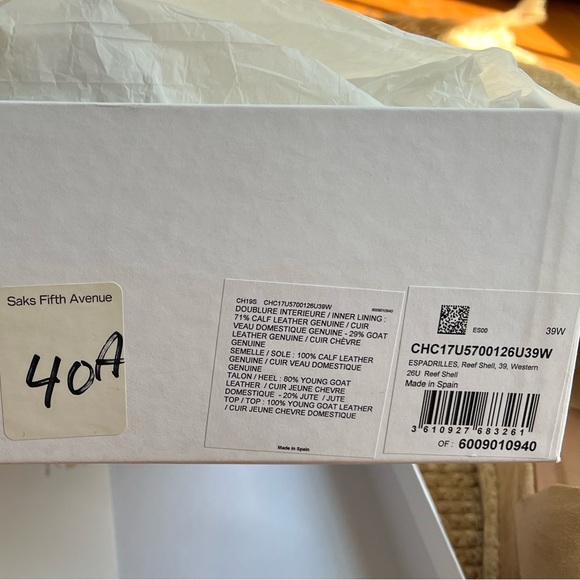 Saks Fifth Avenue
40A
CH19S CHC17U5700126U39W
6009010940
DOUBLURE INTERIEURE / INNER LINING :
71% CALF LEATHER GENUINE / CUIR
VEAU DOMESTIQUE GENUINE - 29% GOAT
LEATHER GENUINE / CUIR CHÈVRE
GENUINE
SEMELLE / SOLE : 100% CALF LEATHER
GENUINE / CUIR VEAU DOMESTIQUE
GENUINE
TALON / HEEL : 80% YOUNG GOAT
LEATHER / CUIR JEUNE CHEVRE
DOMESTIQUE - 20% JUTE / JUTE
TOP / TOP : 100% YOUNG GOAT LEATHER
/ CUIR JEUNE CHEVRE DOMESTIQUE
Made in Spain
ES00 39W
CHC17U5700126U39W
ESPADRILLES, Reef Shell, 39, Western
26U Reef Shell
Made in Spain
3 610927 683261
OF : 6009010940